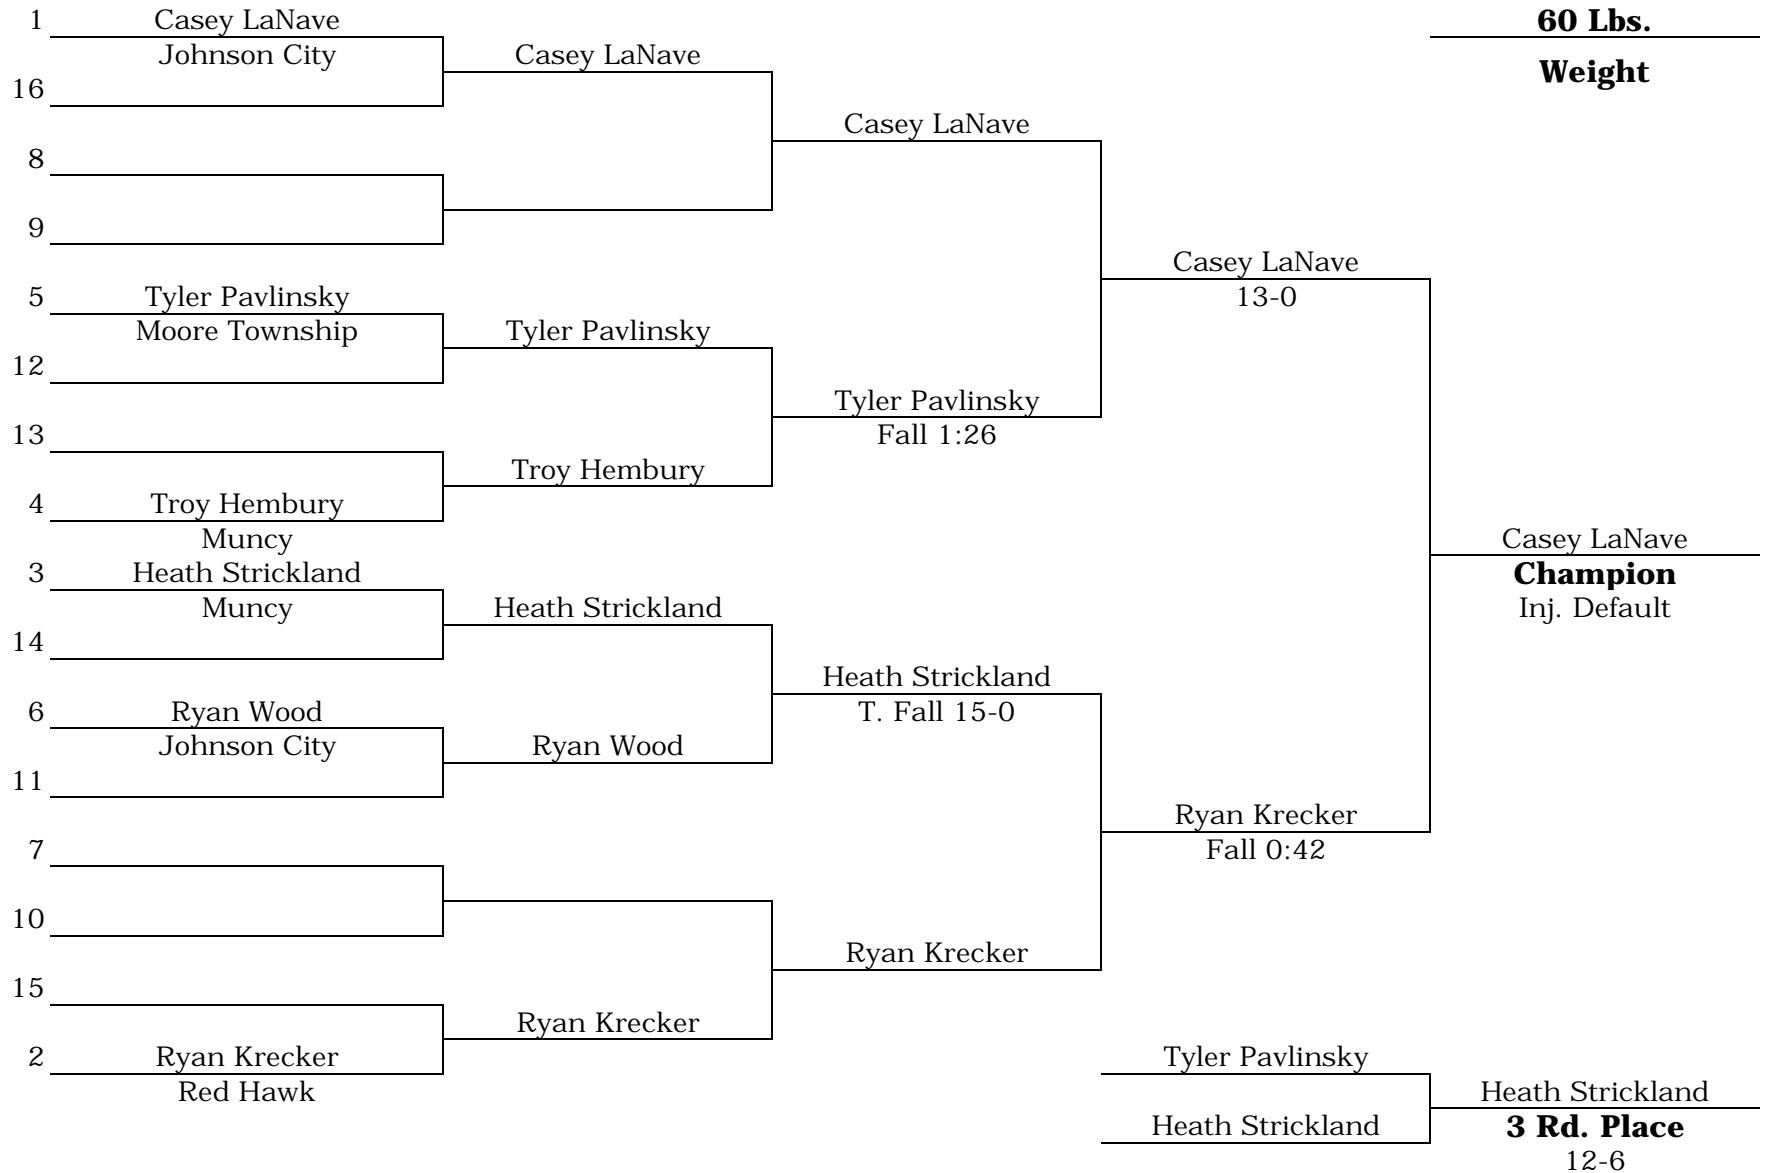 1 Casey LaNave
Johnson City
16
8
9
5 Tyler Pavlinsky
Moore Township
12
13
4 Troy Hembury
Muncy
3 Heath Strickland
Muncy
14
6 Ryan Wood
Johnson City
11
7
10
15
2 Ryan Krecker
Red Hawk
Casey LaNave
Tyler Pavlinsky
Troy Hembury
Heath Strickland
Ryan Wood
Ryan Krecker
Casey LaNave
Tyler Pavlinsky
Fall 1:26
Heath Strickland
T. Fall 15-0
Ryan Krecker
Casey LaNave
13-0
Ryan Krecker
Fall 0:42
Tyler Pavlinsky
Heath Strickland
60 Lbs.
Weight
Casey LaNave
Champion
Inj. Default
Heath Strickland
3 Rd. Place
12-6